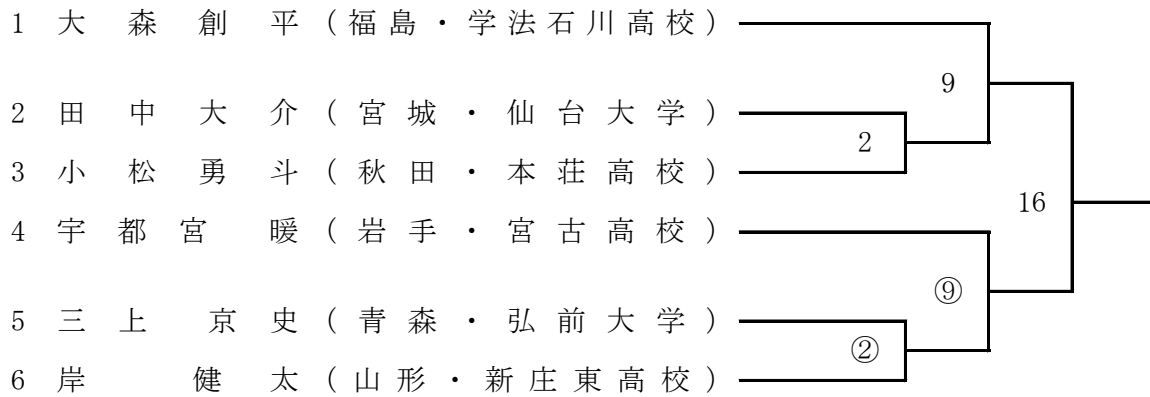 1 大森創平 (福島・学法石川高校)
9
2 田中大介 (宮城・仙台大学)
2
3 小松勇斗 (秋田・本荘高校)
16
4 宇都宮暖 (岩手・宮古高校)
⑨
5 三上京史 (青森・弘前大学)
②
6 岸健太 (山形・新庄東高校)